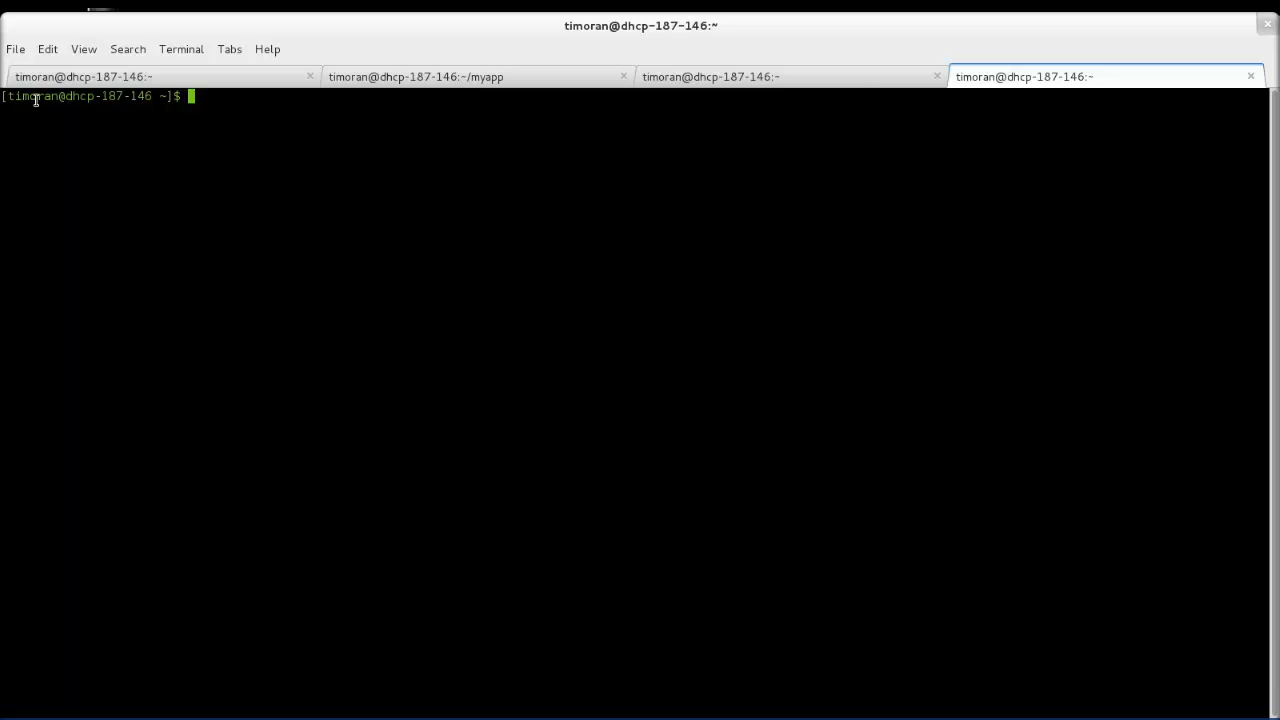 timoran@dhcp-187-146:~
File Edit View Search Terminal Tabs Help
timoran@dhcp-187-146:~ timoran@dhcp-187-146:~/myapp timoran@dhcp-187-146:~ timoran@dhcp-187-146:~
[timoran@dhcp-187-146 ~]$